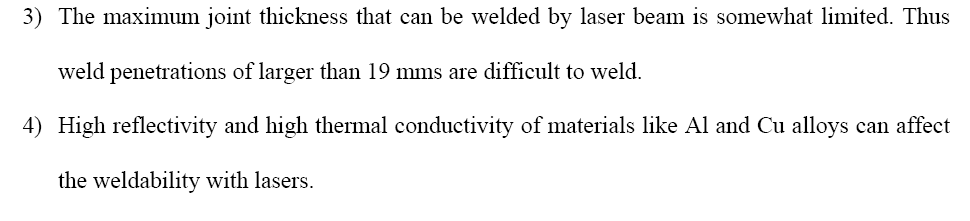 3) The maximum joint thickness that can be welded by laser beam is somewhat limited. Thus
weld penetrations of larger than 19 mms are difficult to weld.
4) High reflectivity and high thermal conductivity of materials like Al and Cu alloys can affect
the weldability with lasers.